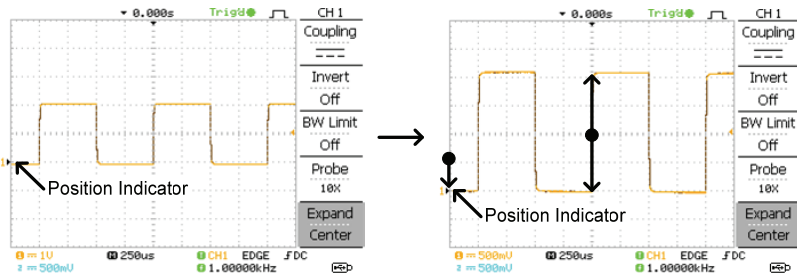 ▼ 0.000s Trig'd CH 1
Coupling
Invert
Off
BW Limit
Off
Probe
10X
Expand
Center
1
Position Indicator
1 1V M 250us T CH1 EDGE DC
2 500mV f 1.00000kHz
▼ 0.000s Trig'd CH 1
Coupling
Invert
Off
BW Limit
Off
Probe
10X
Expand
Center
1
Position Indicator
1 500mV M 250us T CH1 EDGE DC
2 500mV f 1.00000kHz